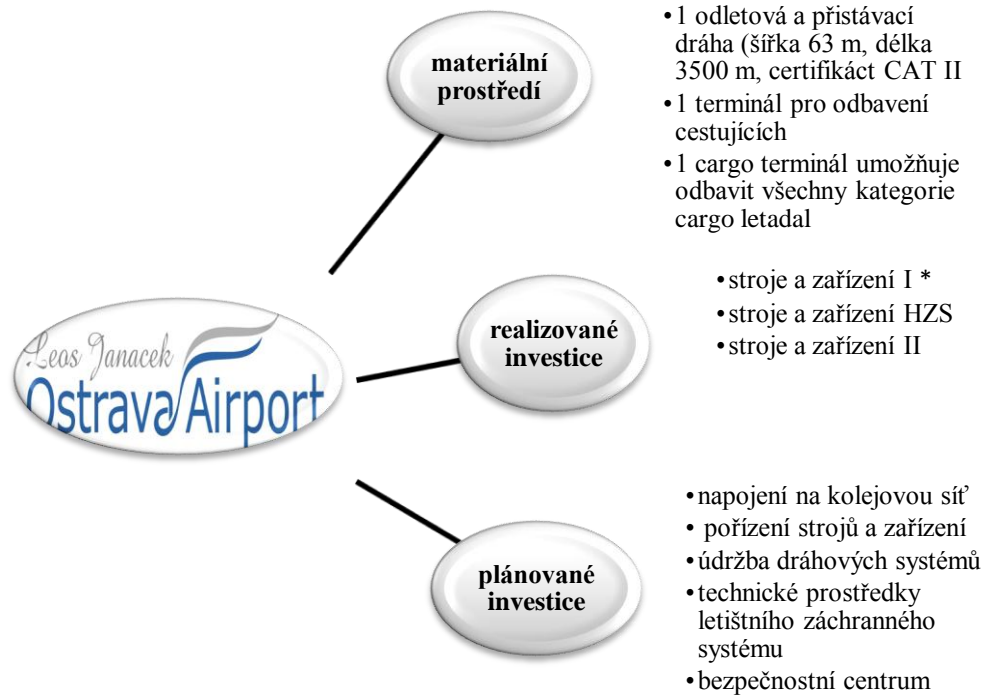 materiální
prostředí
•1 odletová a přistávací
dráha (šířka 63 m, délka
3500 m, certifikáct CAT II
•1 terminál pro odbavení
cestujících
•1 cargo terminál umožňuje
odbavit všechny kategorie
cargo letadal
Leos Janacek
Ostrava Airport
realizované
investice
•stroje a zařízení I *
•stroje a zařízení HZS
•stroje a zařízení II
plánované
investice
•napojení na kolejovou síť
• pořízení strojů a zařízení
•údržba dráhových systémů
•technické prostředky
letištního záchranného
systému
•bezpečnostní centrum